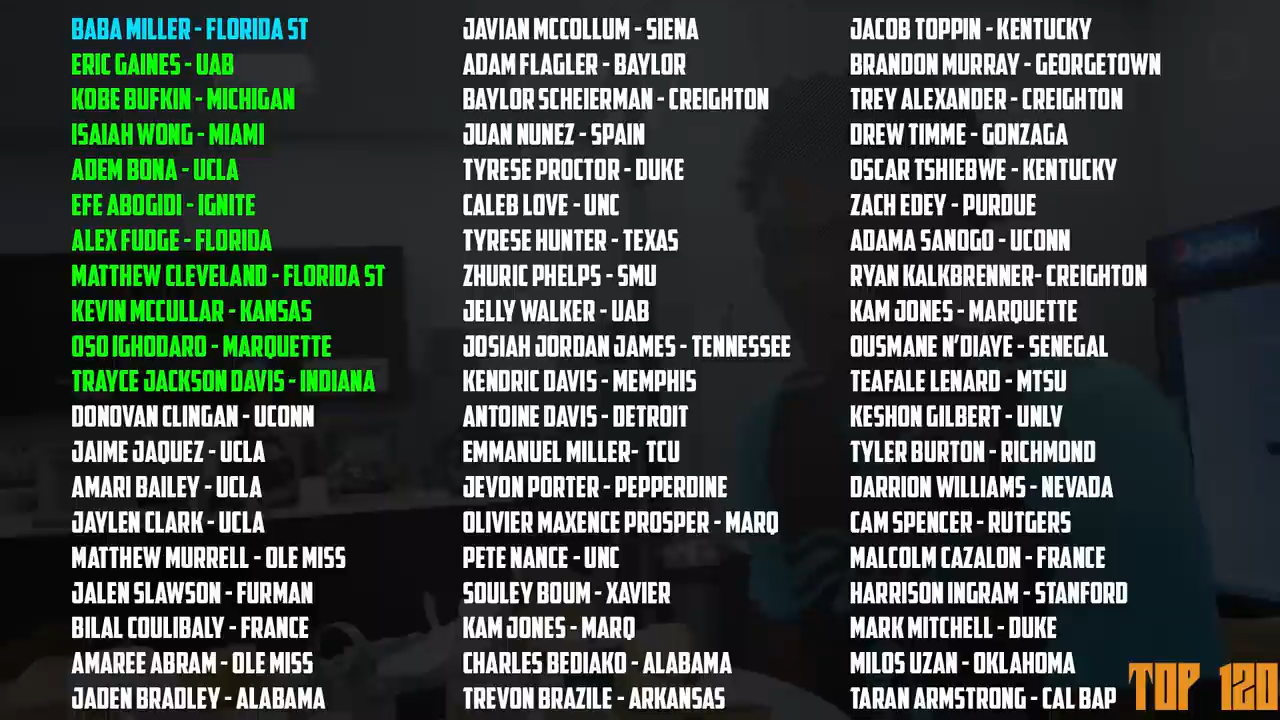 BABA MILLER - FLORIDA ST
ERIC GAINES - UAB
KOBE BUFKIN - MICHIGAN
ISAIAH WONG - MIAMI
ADEM BONA - UCLA
EFE ABOGIDI - IGNITE
ALEX FUDGE - FLORIDA
MATTHEW CLEVELAND - FLORIDA ST
KEVIN MCCULLAR - KANSAS
OSO IGHODARO - MARQUETTE
TRAYCE JACKSON DAVIS - INDIANA
DONOVAN CLINGAN - UCONN
JAIME JAQUEZ - UCLA
AMARI BAILEY - UCLA
JAYLEN CLARK - UCLA
MATTHEW MURRELL - OLE MISS
JALEN SLAWSON - FURMAN
BILAL COULIBALY - FRANCE
AMAREE ABRAM - OLE MISS
JADEN BRADLEY - ALABAMA
JAVIAN MCCOLLUM - SIENA
ADAM FLAGLER - BAYLOR
BAYLOR SCHEIERMAN - CREIGHTON
JUAN NUNEZ - SPAIN
TYRESE PROCTOR - DUKE
CALEB LOVE - UNC
TYRESE HUNTER - TEXAS
ZHURIC PHELPS - SMU
JELLY WALKER - UAB
JOSIAH JORDAN JAMES - TENNESSEE
KENDRIC DAVIS - MEMPHIS
ANTOINE DAVIS - DETROIT
EMMANUEL MILLER- TCU
JEVON PORTER - PEPPERDINE
OLIVIER MAXENCE PROSPER - MARQ
PETE NANCE - UNC
SOULEY BOUM - XAVIER
KAM JONES - MARQ
CHARLES BEDIAKO - ALABAMA
TREVON BRAZILE - ARKANSAS
JACOB TOPPIN - KENTUCKY
BRANDON MURRAY - GEORGETOWN
TREY ALEXANDER - CREIGHTON
DREW TIMME - GONZAGA
OSCAR TSHIEBWE - KENTUCKY
ZACH EDEY - PURDUE
ADAMA SANOGO - UCONN
RYAN KALKBRENNER- CREIGHTON
KAM JONES - MARQUETTE
OUSMANE N'DIAYE - SENEGAL
TEAFALE LENARD - MTSU
KESHON GILBERT - UNLV
TYLER BURTON - RICHMOND
DARRION WILLIAMS - NEVADA
CAM SPENCER - RUTGERS
MALCOLM CAZALON - FRANCE
HARRISON INGRAM - STANFORD
MARK MITCHELL - DUKE
MILOS UZAN - OKLAHOMA
TARAN ARMSTRONG - CAL BAP
TOP 120